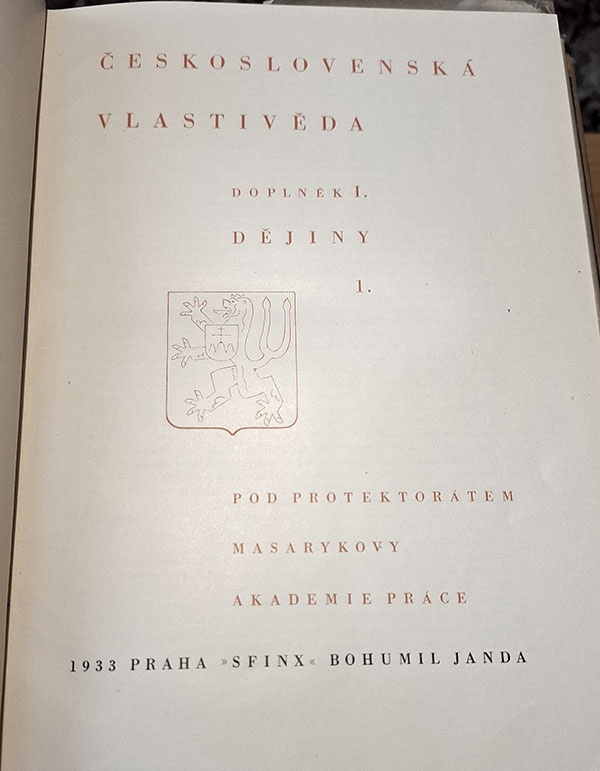 ČESKOSLOVENSKÁ
VLASTIVĚDA
DOPLNĚK I.
DĚJINY
1.
POD PROTEKTORÁTEM
MASARYKOVY
AKADEMIE PRÁCE
1933 PRAHA »SFINX« BOHUMIL JANDA